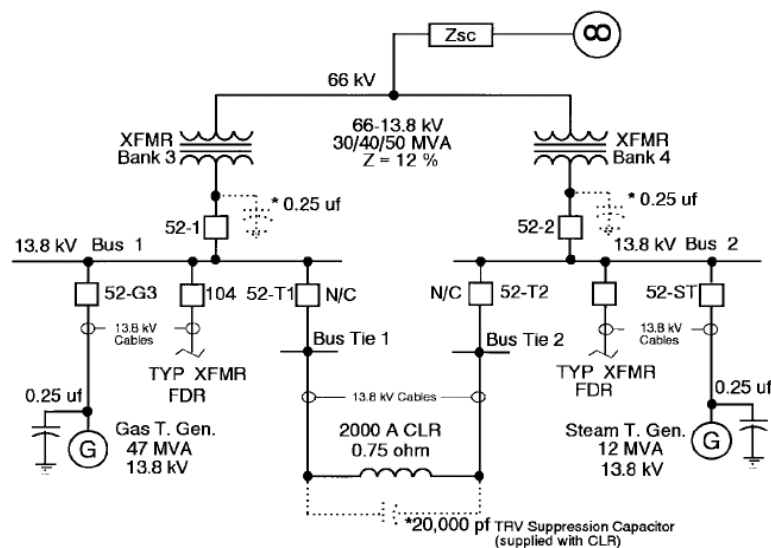 Zsc
∞
66 kV
66-13.8 kV
30/40/50 MVA
Z = 12 %
XFMR
Bank 3
XFMR
Bank 4
* 0.25 uf
* 0.25 uf
52-1
52-2
13.8 kV Bus 1
13.8 kV Bus 2
52-G3
104
52-T1
N/C
N/C
52-T2
52-ST
13.8 kV
Cables
TYP XFMR
FDR
Bus Tie 1
Bus Tie 2
13.8 kV Cables
TYP XFMR
FDR
13.8 kV
Cables
0.25 uf
G
Gas T. Gen.
47 MVA
13.8 kV
2000 A CLR
0.75 ohm
Steam T. Gen.
12 MVA
13.8 kV
0.25 uf
G
*20,000 pf TRV Suppression Capacitor
(supplied with CLR)